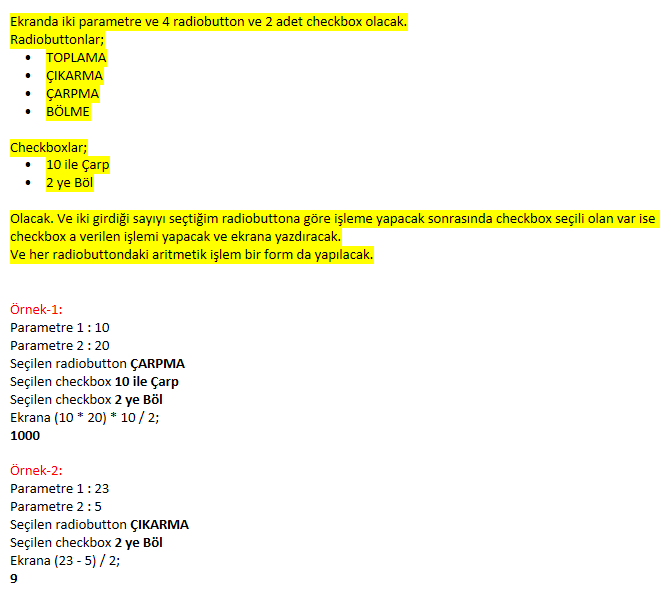 Ekranda iki parametre ve 4 radiobutton ve 2 adet checkbox olacak.
Radiobuttonlar;
• TOPLAMA
• ÇIKARMA
• ÇARPMA
• BÖLME
Checkboxlar;
• 10 ile Çarp
• 2 ye Böl
Olacak. Ve iki girdiği sayıyı seçtiğim radiobuttona göre işleme yapacak sonrasında checkbox seçili olan var ise
checkbox a verilen işlemi yapacak ve ekrana yazdıracak.
Ve her radiobuttondaki aritmetik işlem bir form da yapılacak.
Örnek-1:
Parametre 1 : 10
Parametre 2 : 20
Seçilen radiobutton ÇARPMA
Seçilen checkbox 10 ile Çarp
Seçilen checkbox 2 ye Böl
Ekrana (10 * 20) * 10 / 2;
1000
Örnek-2:
Parametre 1 : 23
Parametre 2 : 5
Seçilen radiobutton ÇIKARMA
Seçilen checkbox 2 ye Böl
Ekrana (23 - 5) / 2;
9